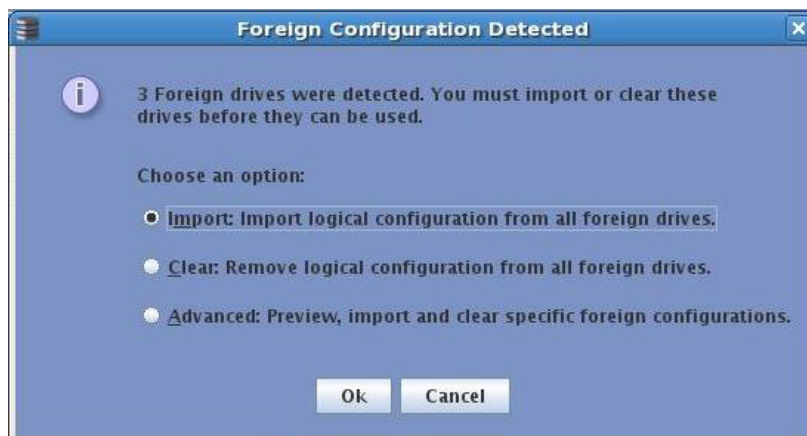 Foreign Configuration Detected
3 Foreign drives were detected. You must import or clear these
drives before they can be used.
Choose an option:
Import: Import logical configuration from all foreign drives.
Clear: Remove logical configuration from all foreign drives.
Advanced: Preview, import and clear specific foreign configurations.
Ok Cancel